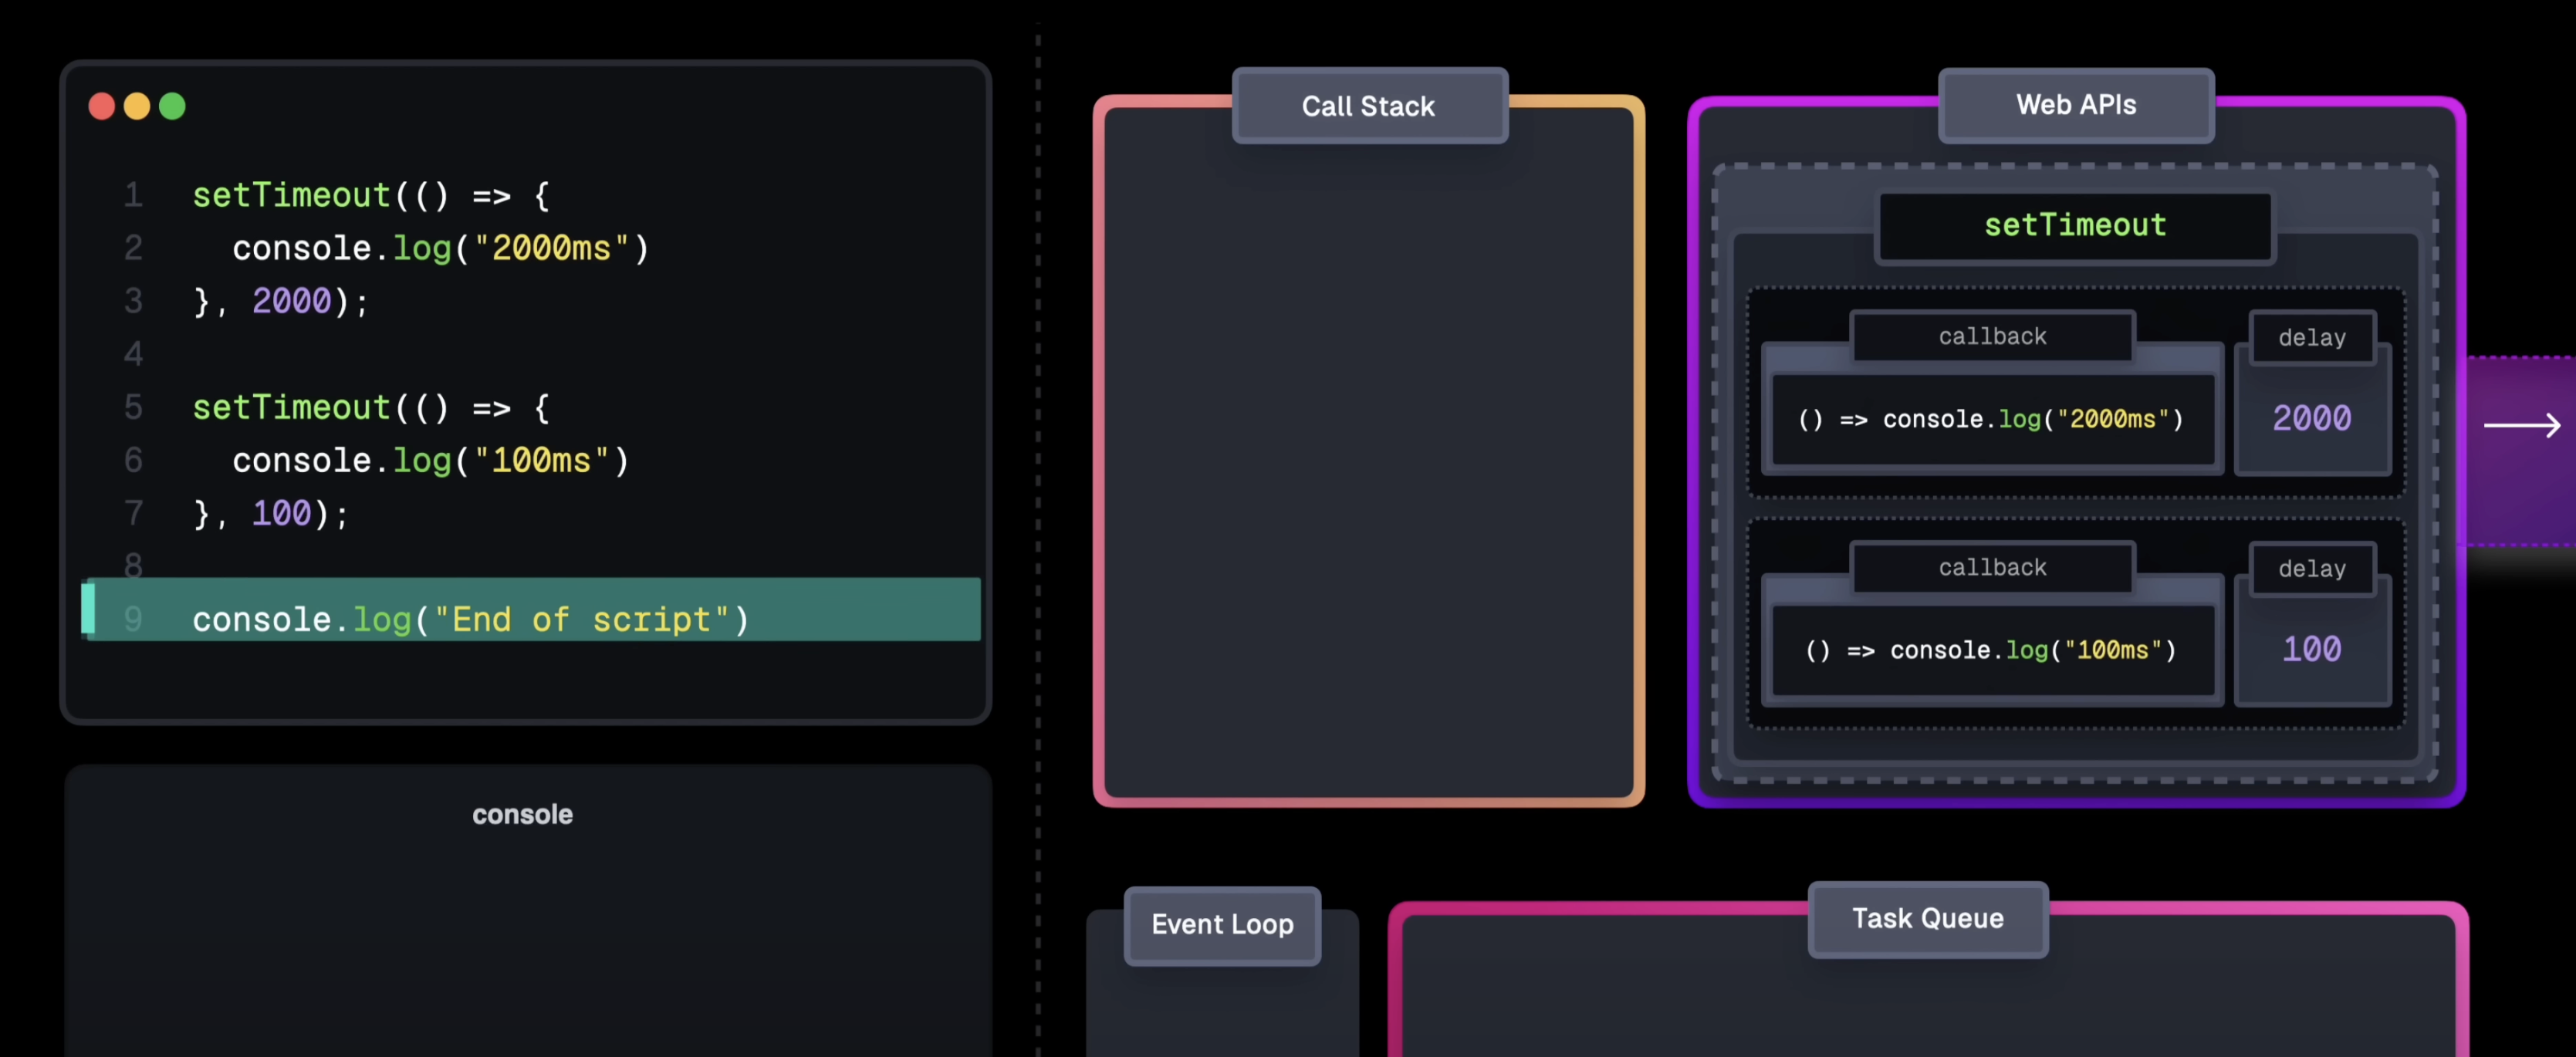 1 setTimeout(() => {
2   console.log("2000ms")
3 }, 2000);
4
5 setTimeout(() => {
6   console.log("100ms")
7 }, 100);
8
9 console.log("End of script")
console
Call Stack
Web APIs
setTimeout
callback
delay
() => console.log("2000ms")
2000
callback
delay
() => console.log("100ms")
100
Event Loop
Task Queue